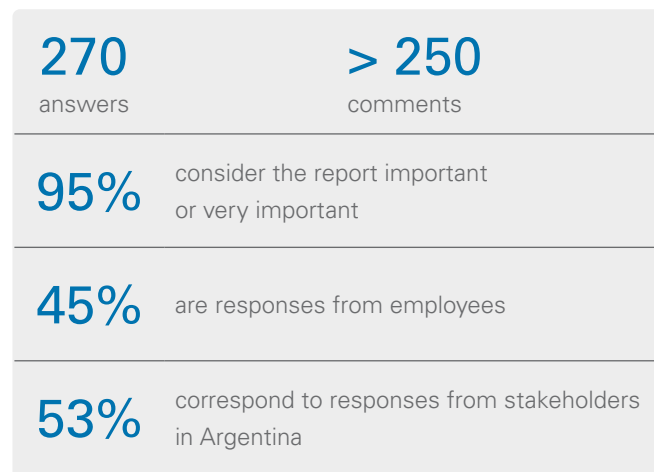 270
answers
> 250
comments
95%
consider the report important
or very important
45%
are responses from employees
53%
correspond to responses from stakeholders
in Argentina